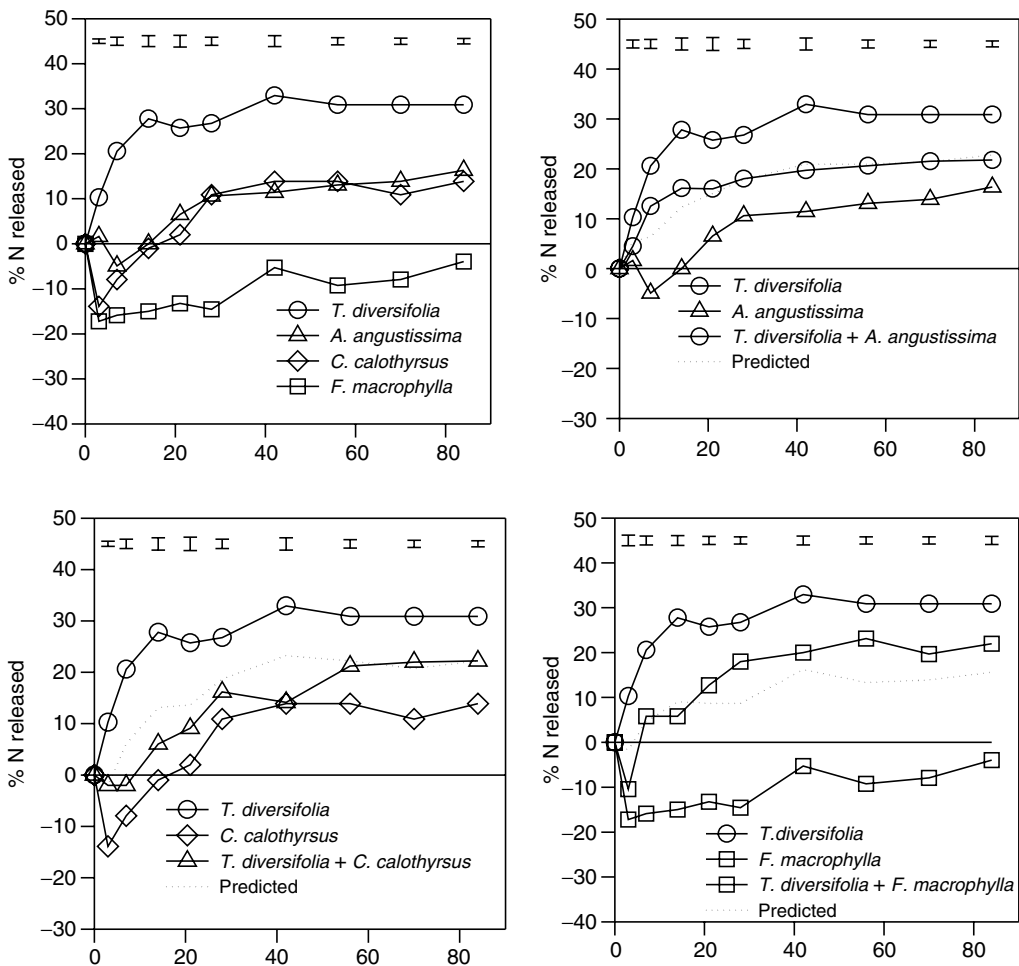 50
40
30
20
10
0
−10
−20
−30
−40
% N released
0 20 40 60 80
T. diversifolia
A. angustissima
C. calothyrsus
F. macrophylla
50
40
30
20
10
0
−10
−20
−30
% N released
0 20 40 60 80
T. diversifolia
A. angustissima
T. diversifolia + A. angustissima
Predicted
50
40
30
20
10
0
−10
−20
−30
% N released
0 20 40 60 80
T. diversifolia
C. calothyrsus
T. diversifolia + C. calothyrsus
Predicted
50
40
30
20
10
0
−10
−20
−30
−40
% N released
0 20 40 60 80
T.diversifolia
F. macrophylla
T. diversifolia + F. macrophylla
Predicted